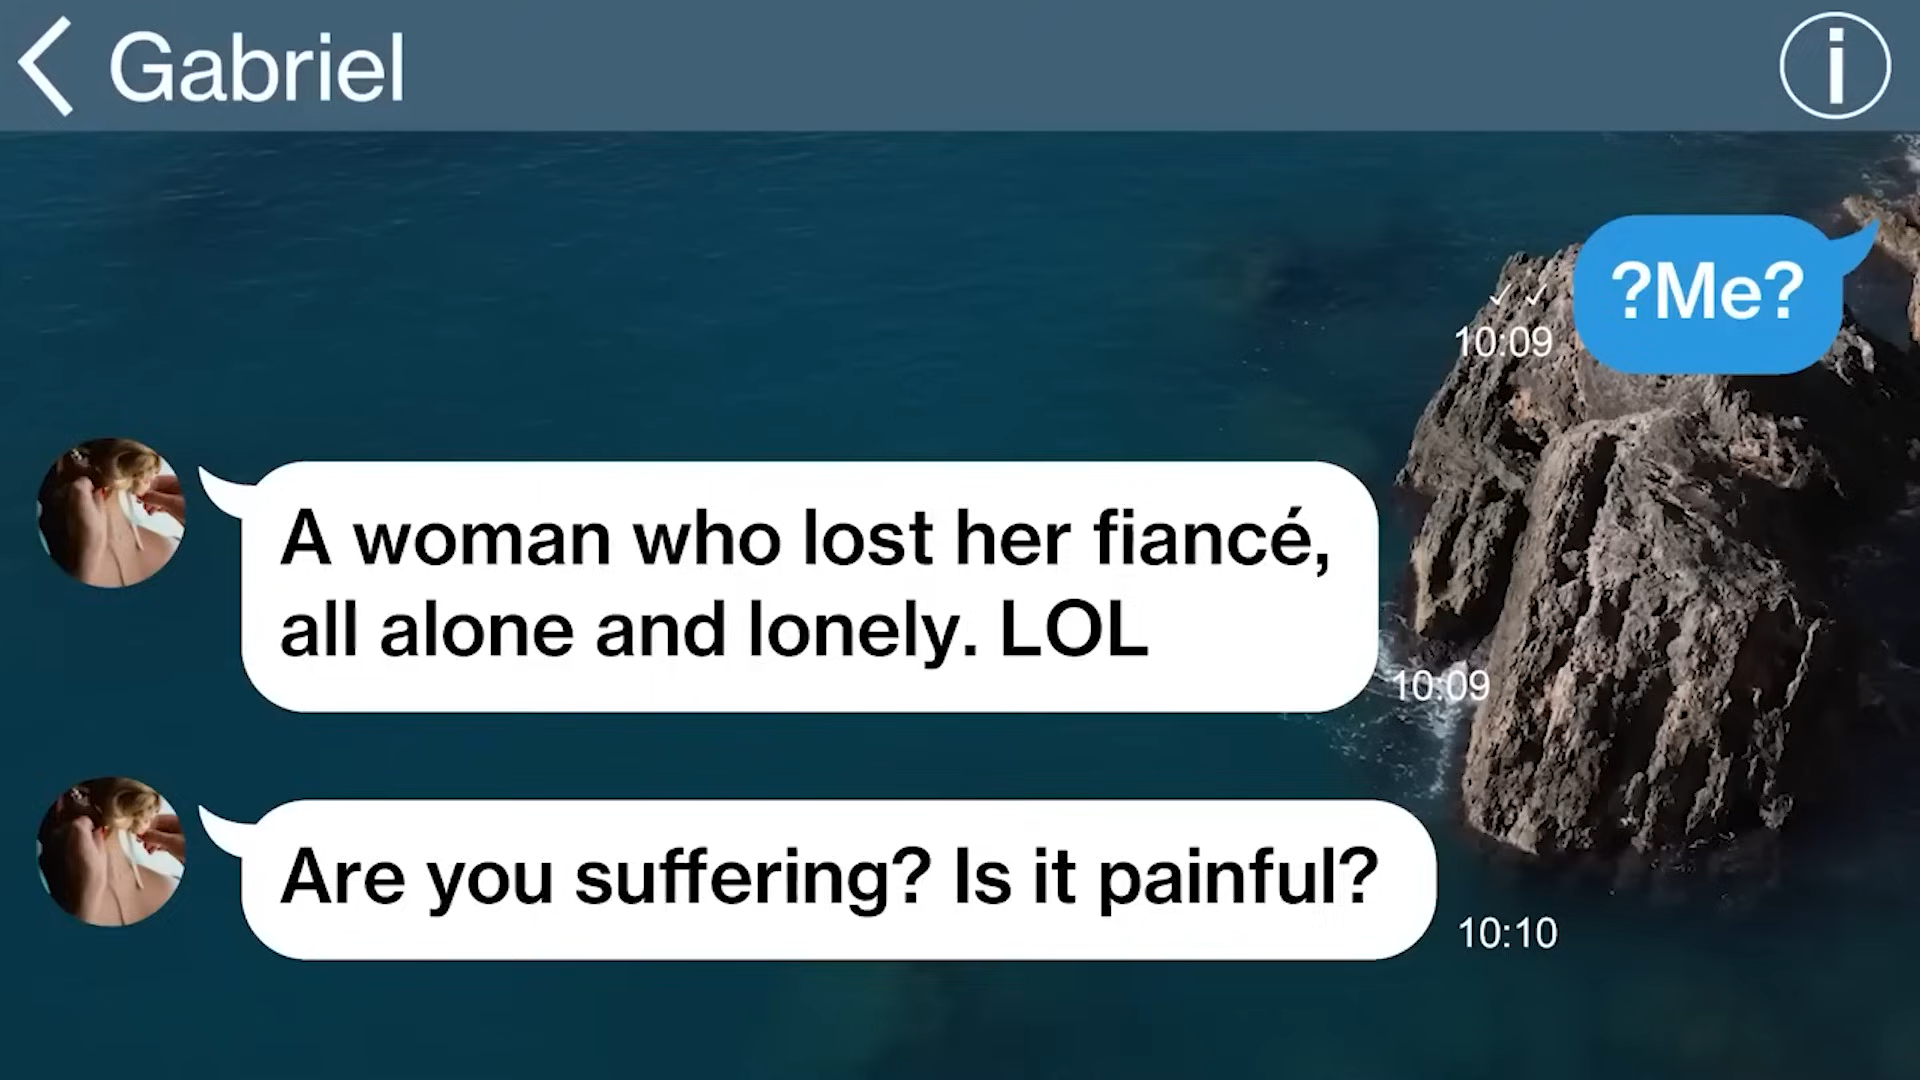 Gabriel
?Me?
10:09
A woman who lost her fiancé,
all alone and lonely. LOL
10:09
Are you suffering? Is it painful?
10:10